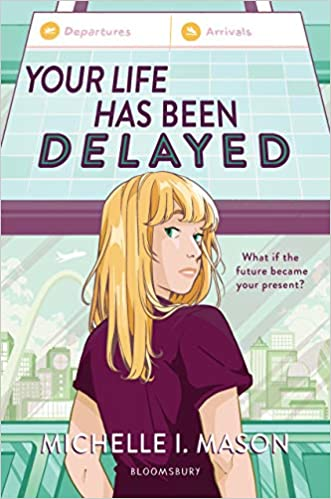 Departures Arrivals
YOUR LIFE
HAS BEEN
DELAYED
What if the
future became
your present?
MICHELLE I. MASON
BLOOMSBURY